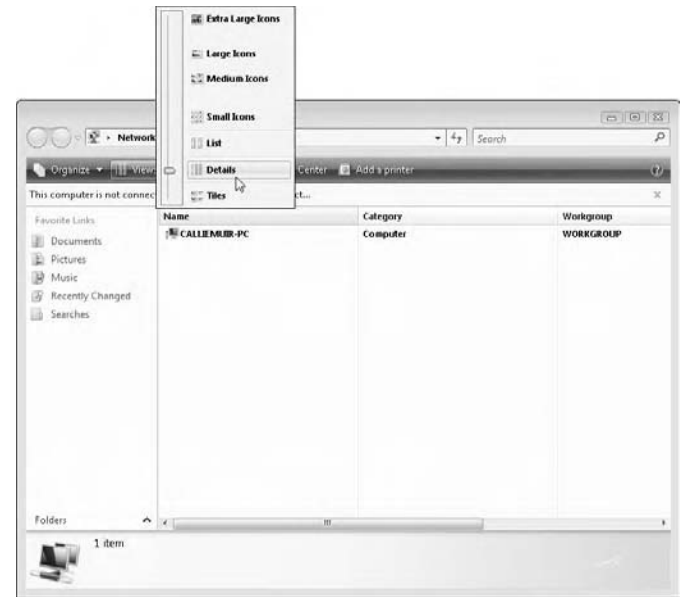 Extra Large Icons
Large Icons
Medium Icons
Small Icons
List
Details
Tiles
Network
Search
Organize
Center Add a printer
This computer is not
Name Category Workgroup
CALLIEMUIR-PC Computer WORKGROUP
Favorite Links
Documents
Pictures
Music
Recently Changed
Searches
Folders
1 item